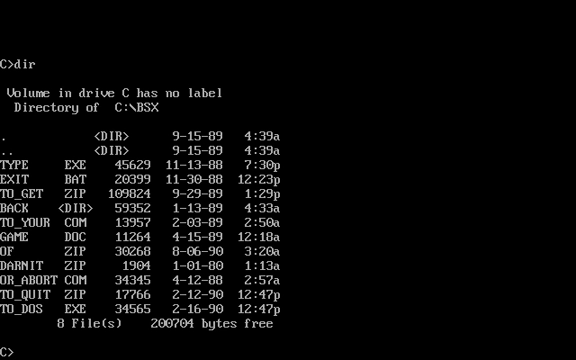 C>dir
Volume in drive C has no label
Directory of C:\BSX
. <DIR> 9-15-89 4:39a
.. <DIR> 9-15-89 4:39a
TYPE EXE 45629 11-13-88 7:30p
EXIT BAT 20399 11-30-88 12:23p
TO_GET ZIP 109824 9-29-89 1:29p
BACK <DIR> 59352 1-13-89 4:33a
TO_YOUR COM 13957 2-03-89 2:50a
GAME DOC 11264 4-15-89 12:18a
OF ZIP 30268 8-06-90 3:20a
DARNIT ZIP 1904 1-01-80 1:13a
OR_ABORT COM 34345 4-12-88 2:57a
TO_QUIT ZIP 17766 2-12-90 12:47p
TO_DOS EXE 34565 2-16-90 12:47p
8 File(s) 200704 bytes free
C>